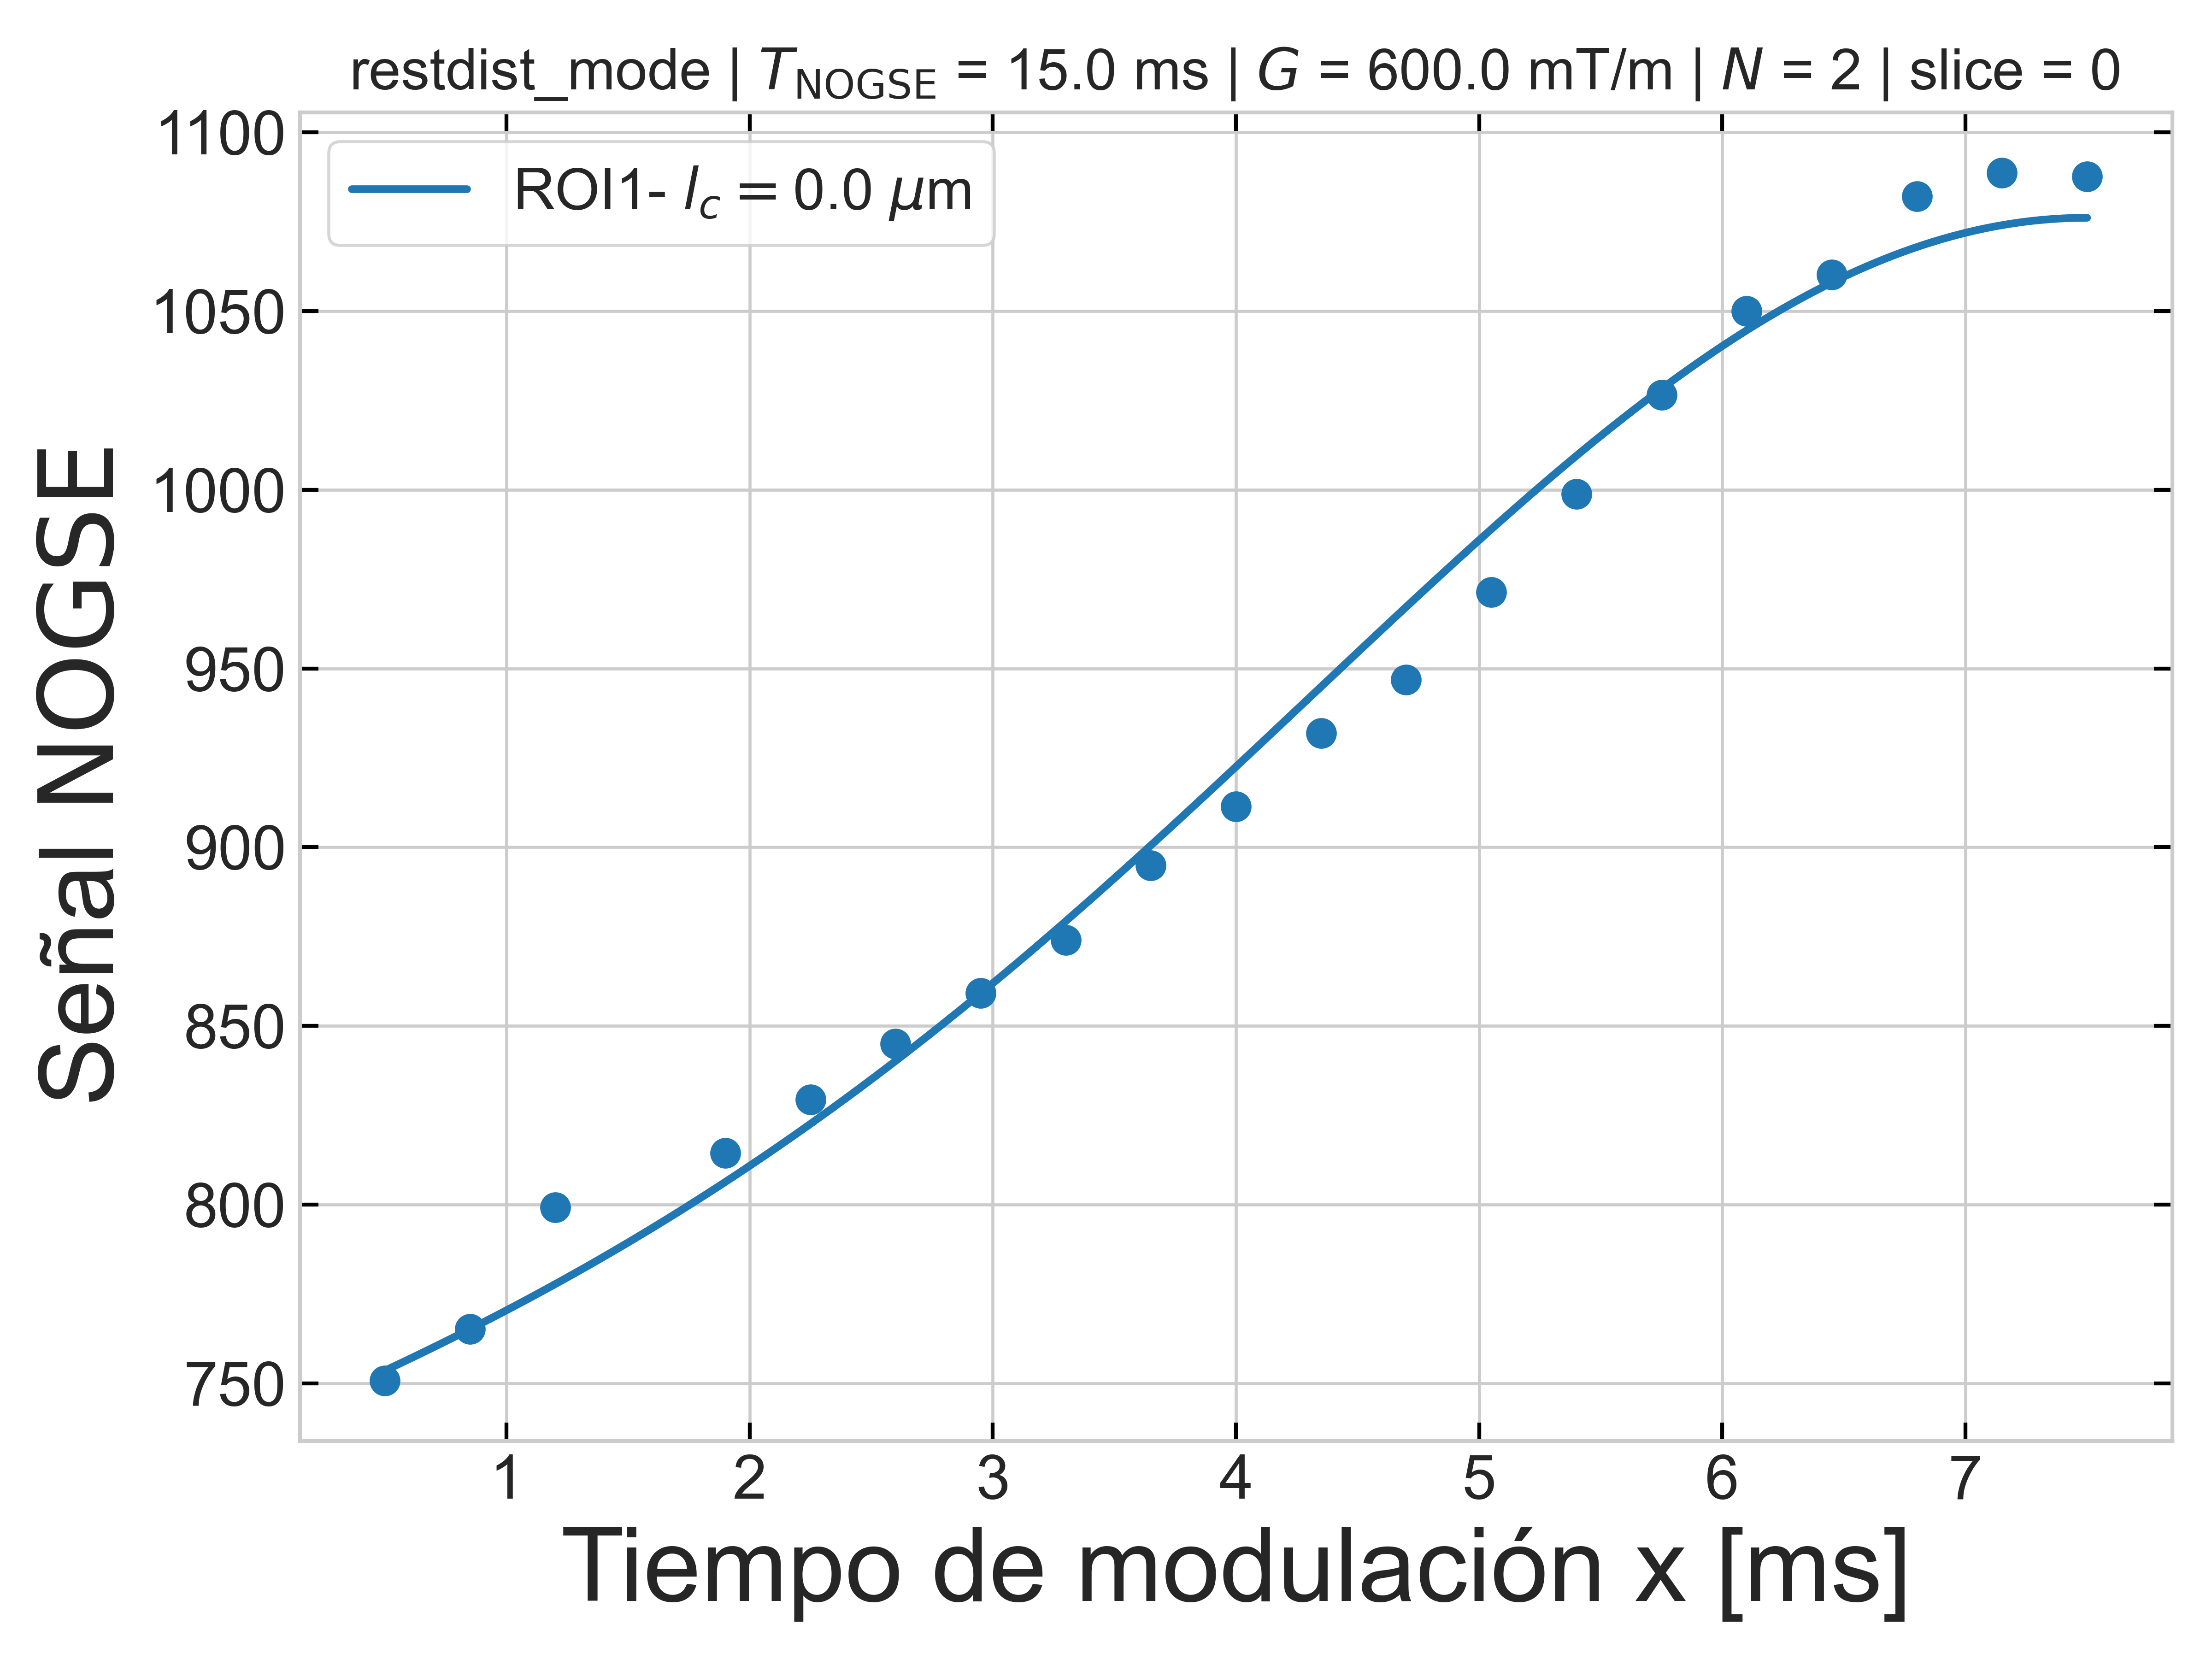 restdist_mode | T_NOGSE = 15.0 ms | G = 600.0 mT/m | N = 2 | slice = 0
ROI1- l_c = 0.0 μm
1100
1050
1000
950
900
850
800
750
Señal NOGSE
1 2 3 4 5 6 7
Tiempo de modulación x [ms]